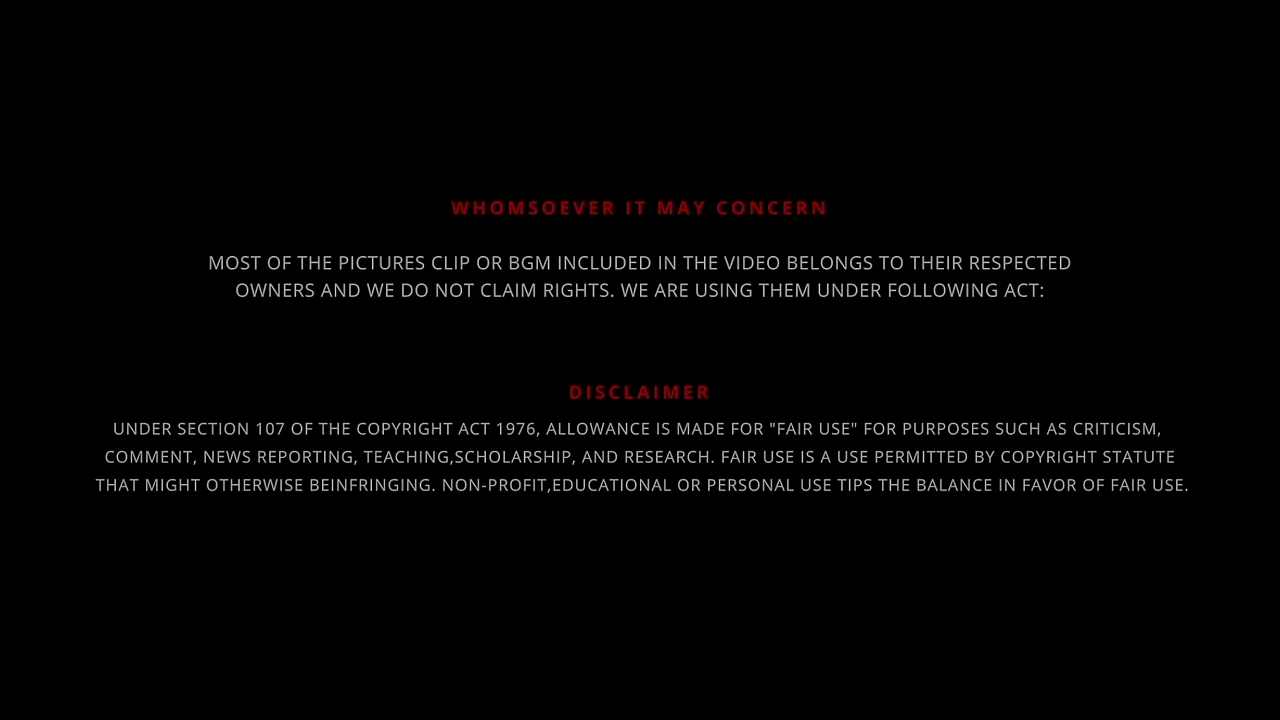 WHOMSOEVER IT MAY CONCERN
MOST OF THE PICTURES CLIP OR BGM INCLUDED IN THE VIDEO BELONGS TO THEIR RESPECTED
OWNERS AND WE DO NOT CLAIM RIGHTS. WE ARE USING THEM UNDER FOLLOWING ACT:
DISCLAIMER
UNDER SECTION 107 OF THE COPYRIGHT ACT 1976, ALLOWANCE IS MADE FOR "FAIR USE" FOR PURPOSES SUCH AS CRITICISM,
COMMENT, NEWS REPORTING, TEACHING,SCHOLARSHIP, AND RESEARCH. FAIR USE IS A USE PERMITTED BY COPYRIGHT STATUTE
THAT MIGHT OTHERWISE BEINFRINGING. NON-PROFIT,EDUCATIONAL OR PERSONAL USE TIPS THE BALANCE IN FAVOR OF FAIR USE.